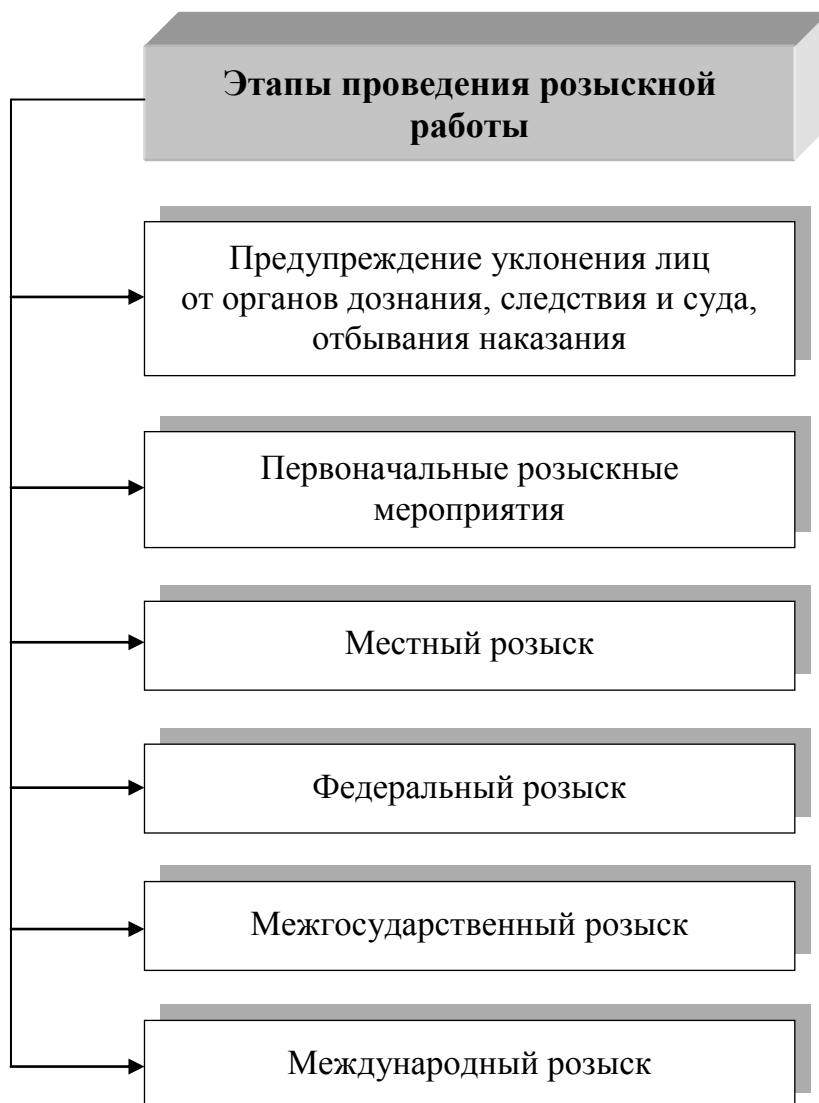 Этапы проведения розыскной
работы
Предупреждение уклонения лиц
от органов дознания, следствия и суда,
отбывания наказания
Первоначальные розыскные
мероприятия
Местный розыск
Федеральный розыск
Межгосударственный розыск
Международный розыск